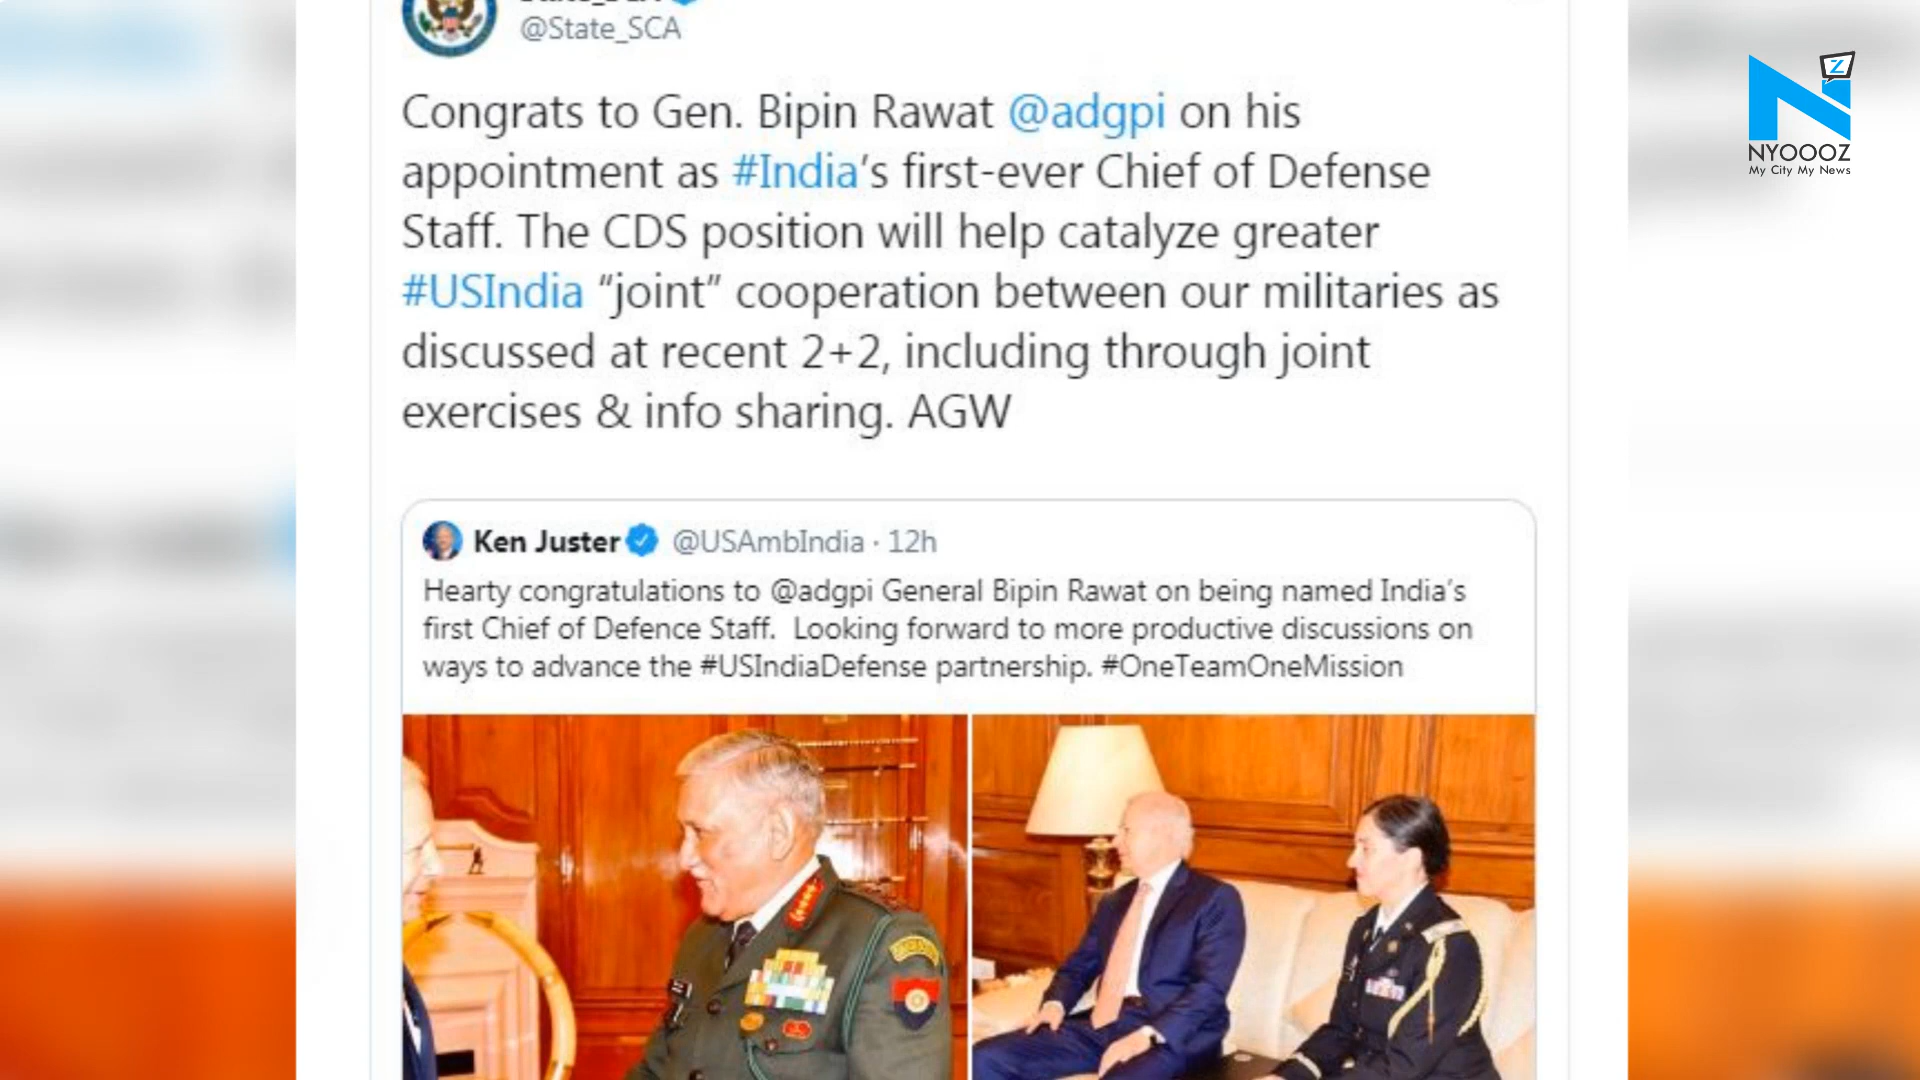 @State_SCA
Congrats to Gen. Bipin Rawat @adgpi on his
appointment as #India's first-ever Chief of Defense
Staff. The CDS position will help catalyze greater
#USIndia “joint” cooperation between our militaries as
discussed at recent 2+2, including through joint
exercises & info sharing. AGW
Ken Juster @USAmbIndia · 12h
Hearty congratulations to @adgpi General Bipin Rawat on being named India's
first Chief of Defence Staff. Looking forward to more productive discussions on
ways to advance the #USIndiaDefense partnership. #OneTeamOneMission
Z
NYOOOZ
My City My News